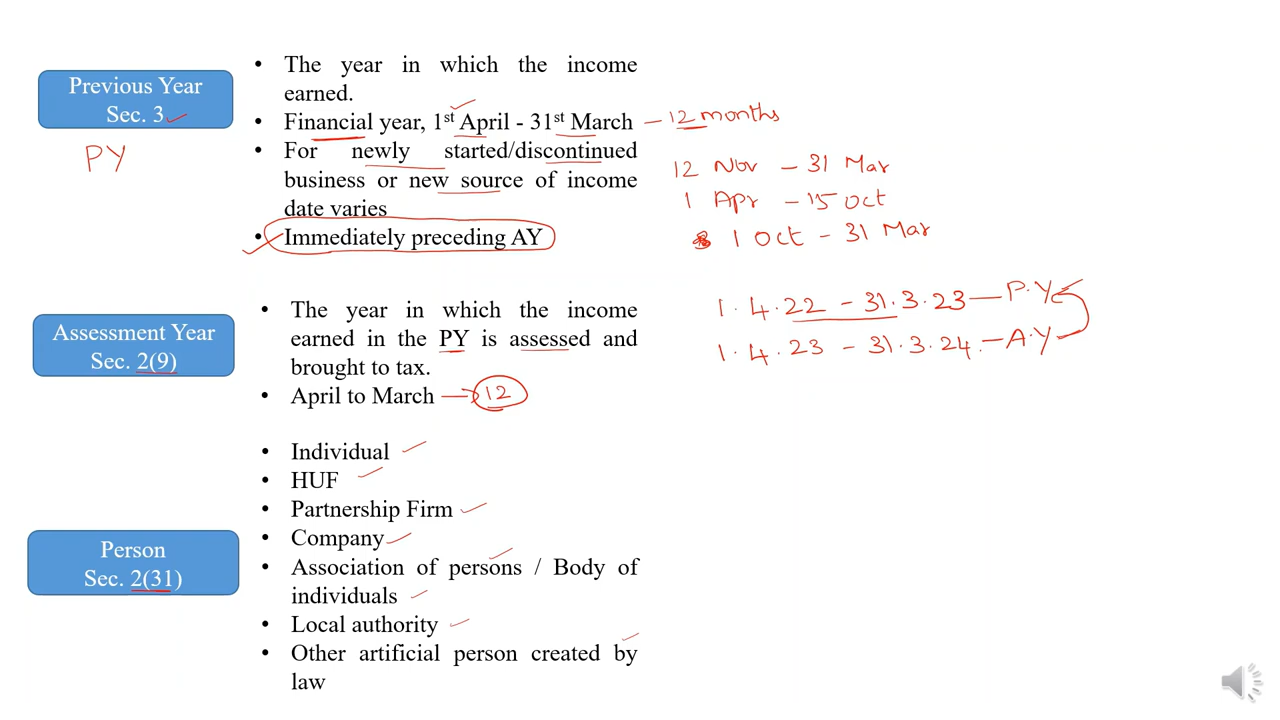 Previous Year
Sec. 3
PY
The year in which the income
earned.
• Financial year, 1st April - 31st March — 12 months
• For newly started/discontinued
business or new source of income
date varies
• Immediately preceding AY
12 Nov – 31 Mar
1 Apr – 15 Oct
1 Oct – 31 Mar
1.4.22 – 31.3.23 — P.Y
1.4.23 – 31.3.24. – A.Y
Assessment Year
Sec. 2(9)
• The year in which the income
earned in the PY is assessed and
brought to tax.
• April to March → 12
Person
Sec. 2(31)
• Individual
• HUF
• Partnership Firm
• Company
• Association of persons / Body of
individuals
• Local authority
• Other artificial person created by
law